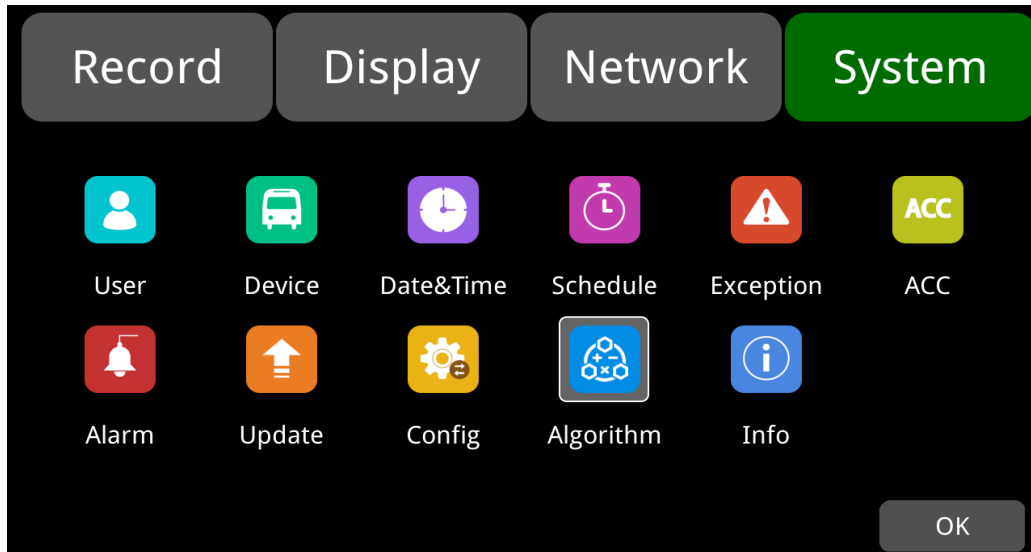 Record Display Network System
ACC
User Device Date&Time Schedule Exception ACC
Alarm Update Config Algorithm Info
OK